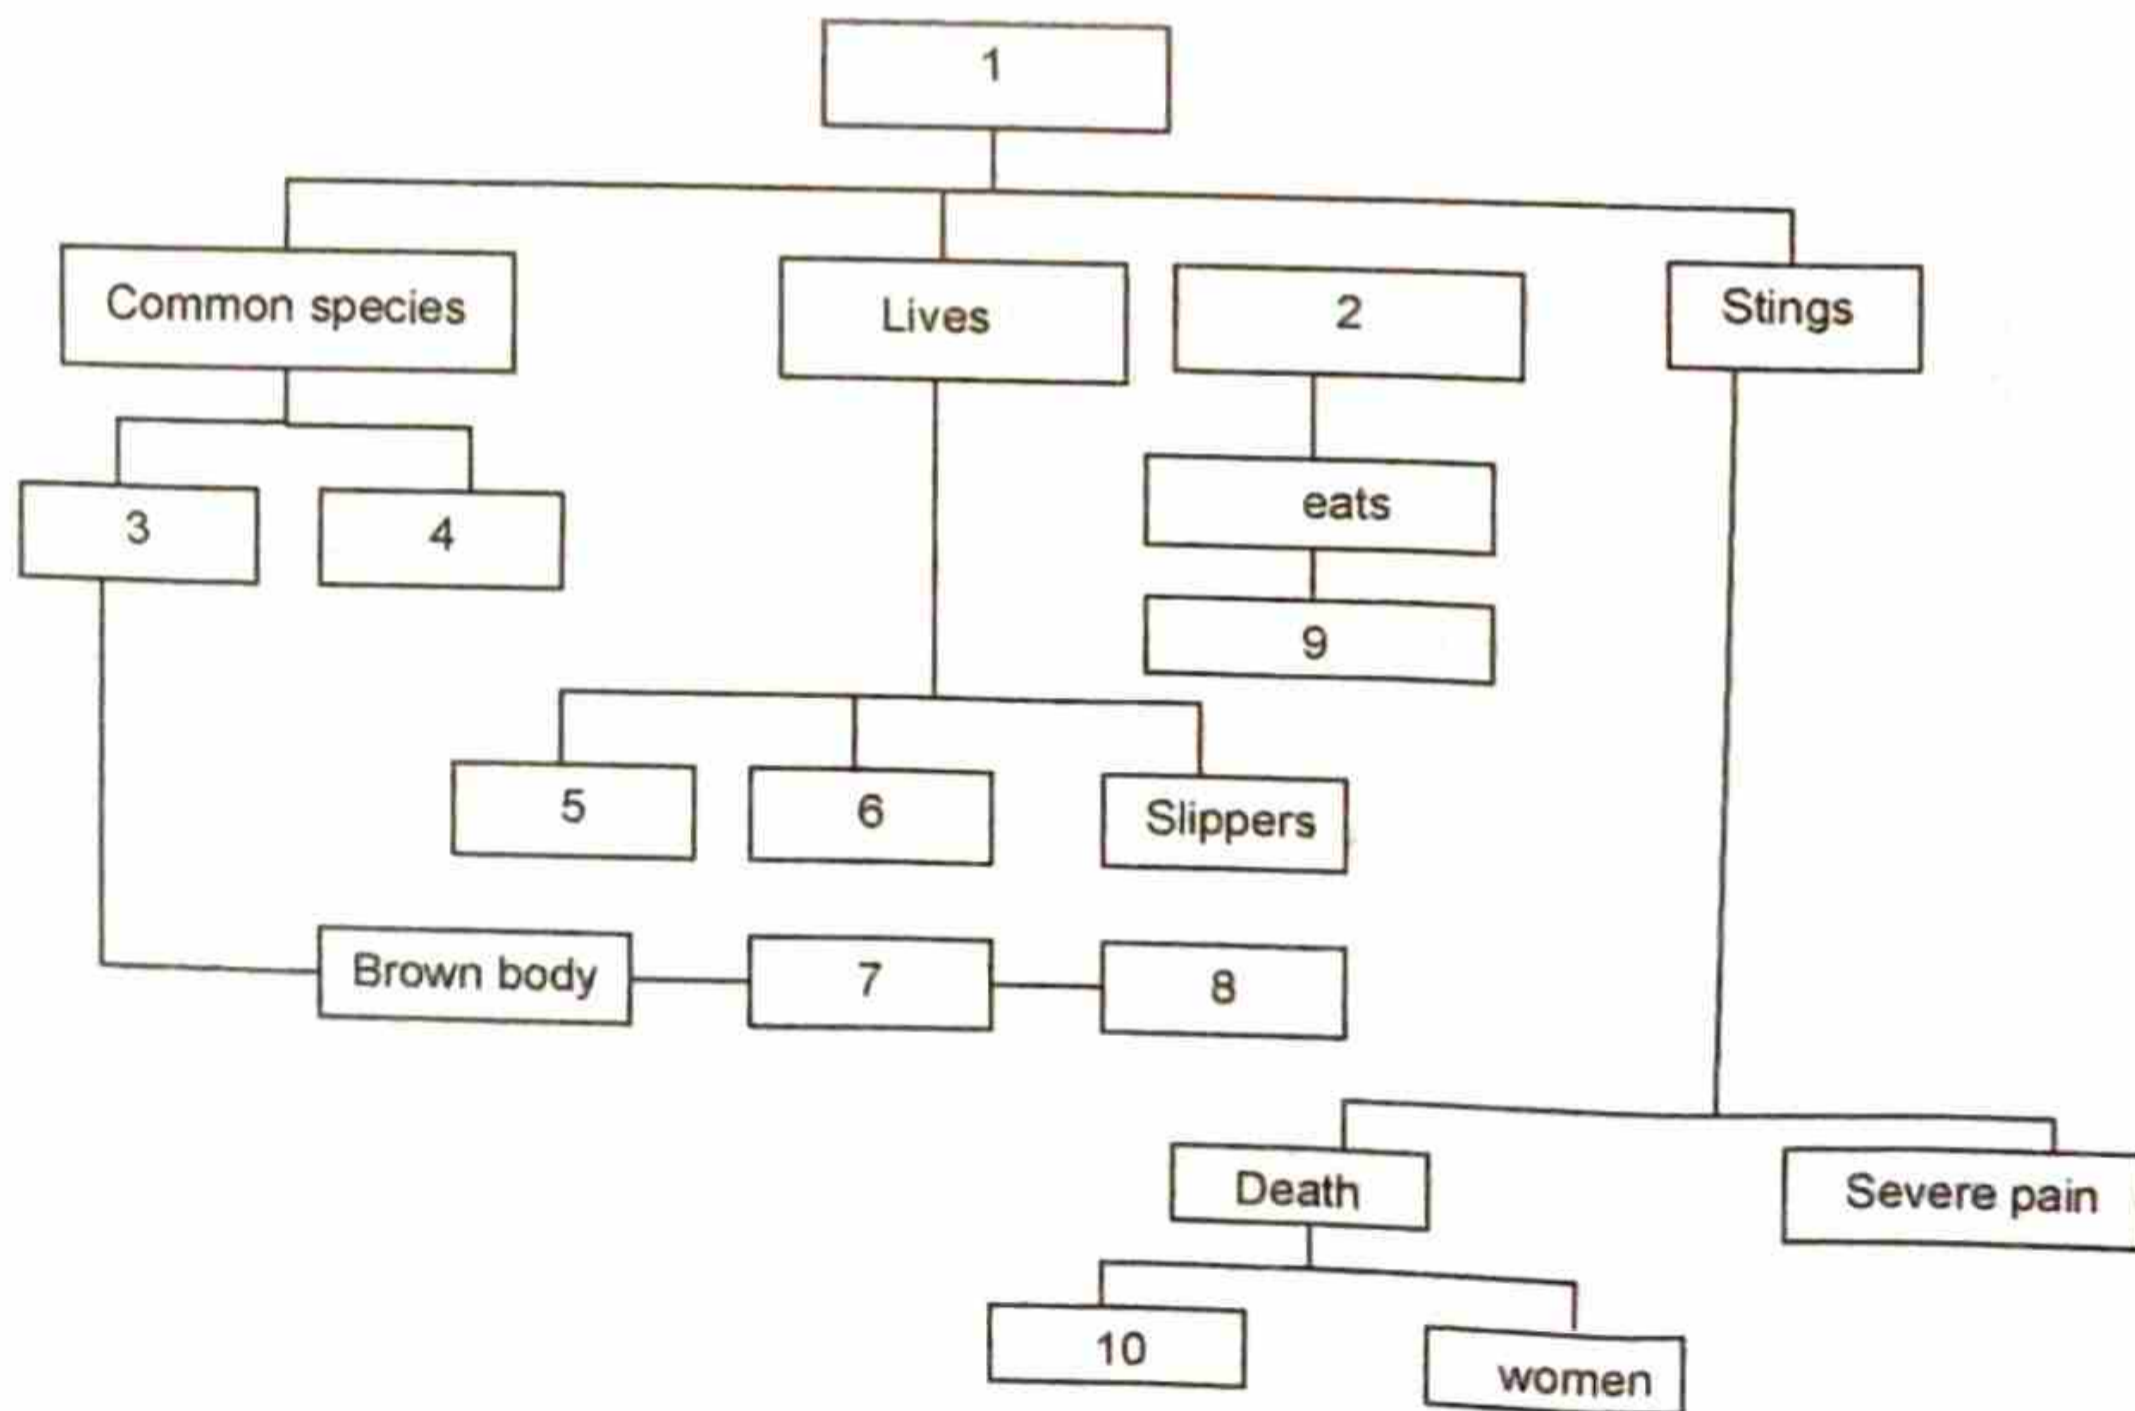 1
Common species
Lives
2
Stings
3
4
eats
9
5
6
Slippers
Brown body
7
8
Death
Severe pain
10
women